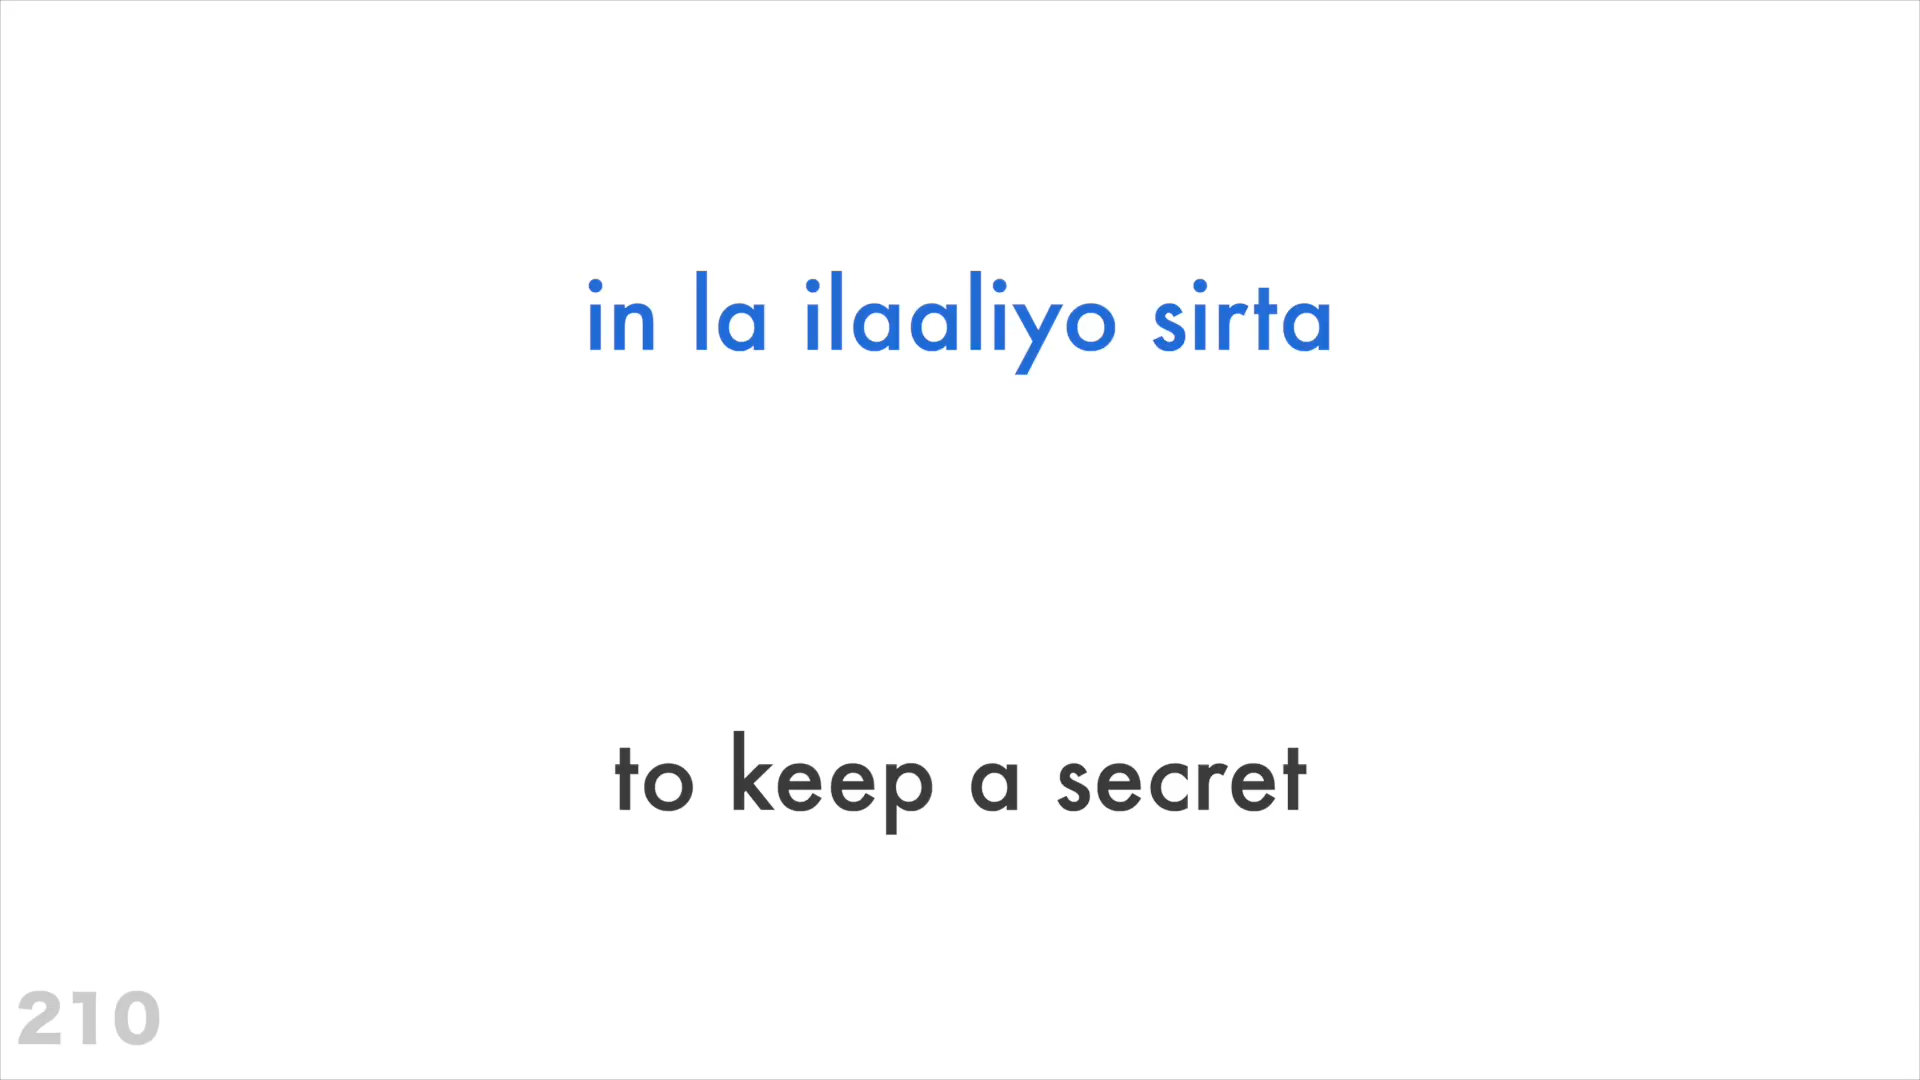 in la ilaaliyo sirta
to keep a secret
210